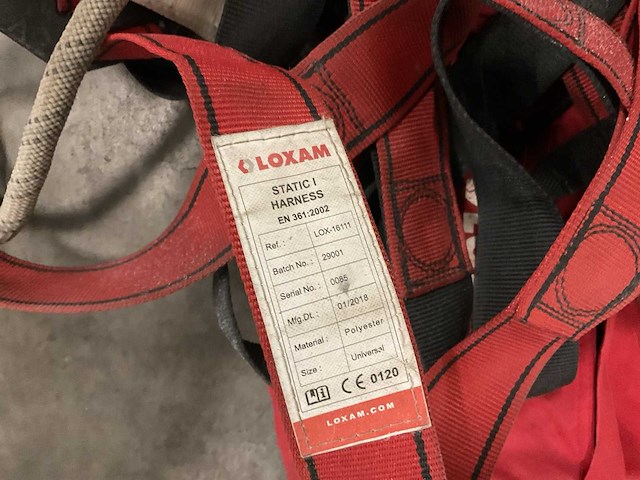 LOXAM
STATIC I
HARNESS
EN 361:2002
Ref.: LOX-16111
Batch No.: 29001
Serial No.: 0085
Mfg.Dt.: 01/2018
Material: Polyester
Size: Universal
CE 0120
LOXAM.COM